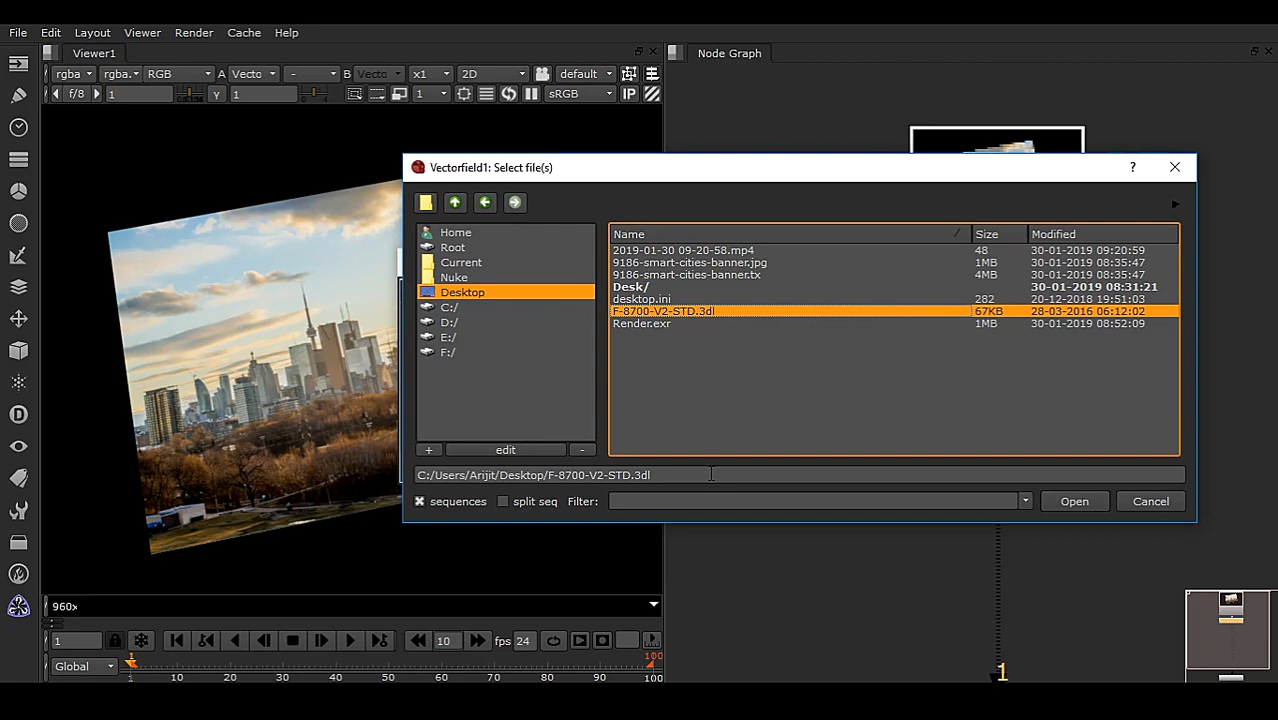 File Edit Layout Viewer Render Cache Help
Viewer1
Node Graph
rgba rgba. RGB A Vecto - B Vecto x1 2D default
f/8 1 γ 1 1 sRGB IP
Vectorfield1: Select file(s) ?
Home
Root
Current
Nuke
Desktop
C:/
D:/
E:/
F:/
Name Size Modified
2019-01-30 09-20-58.mp4 48 30-01-2019 09:20:59
9186-smart-cities-banner.jpg 1MB 30-01-2019 08:35:47
9186-smart-cities-banner.tx 4MB 30-01-2019 08:35:47
Desk/ 30-01-2019 08:31:21
desktop.ini 282 20-12-2018 19:51:03
F-8700-V2-STD.3dl 67KB 28-03-2016 06:12:02
Render.exr 1MB 30-01-2019 08:52:09
+ edit -
C:/Users/Arijit/Desktop/F-8700-V2-STD.3dl
sequences split seq Filter: Open Cancel
960x
1 10 fps 24
Global 1 10 20 30 40 50 60 70 80 90 100
1 100
D
1